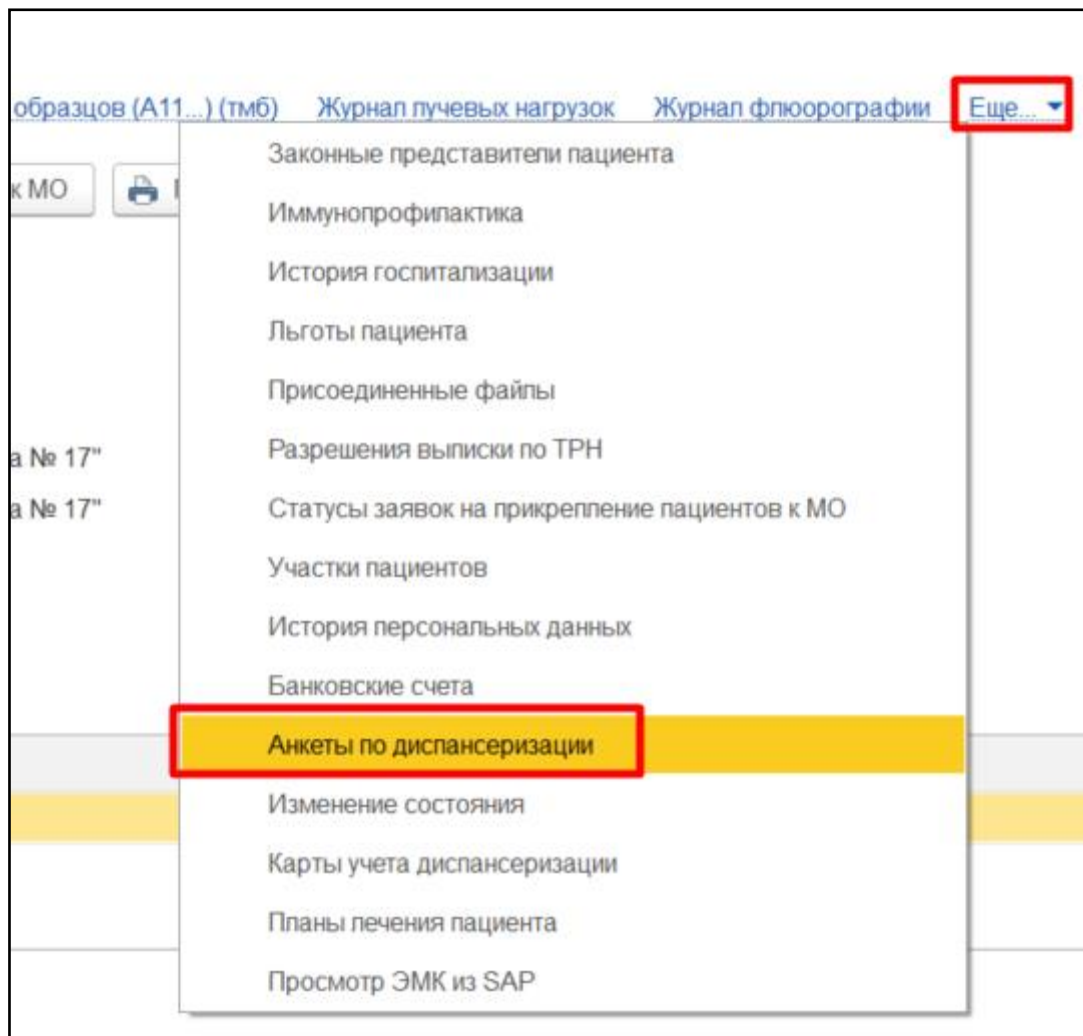 образцов (А11...) (тмб) Журнал лучевых нагрузок Журнал флюорографии Еще...
Законные представители пациента
к МО
Иммунопрофилактика
История госпитализации
Льготы пациента
Присоединенные файлы
Разрешения выписки по ТРН
а № 17"
Статусы заявок на прикрепление пациентов к МО
а № 17"
Участки пациентов
История персональных данных
Банковские счета
Анкеты по диспансеризации
Изменение состояния
Карты учета диспансеризации
Планы лечения пациента
Просмотр ЭМК из SAP